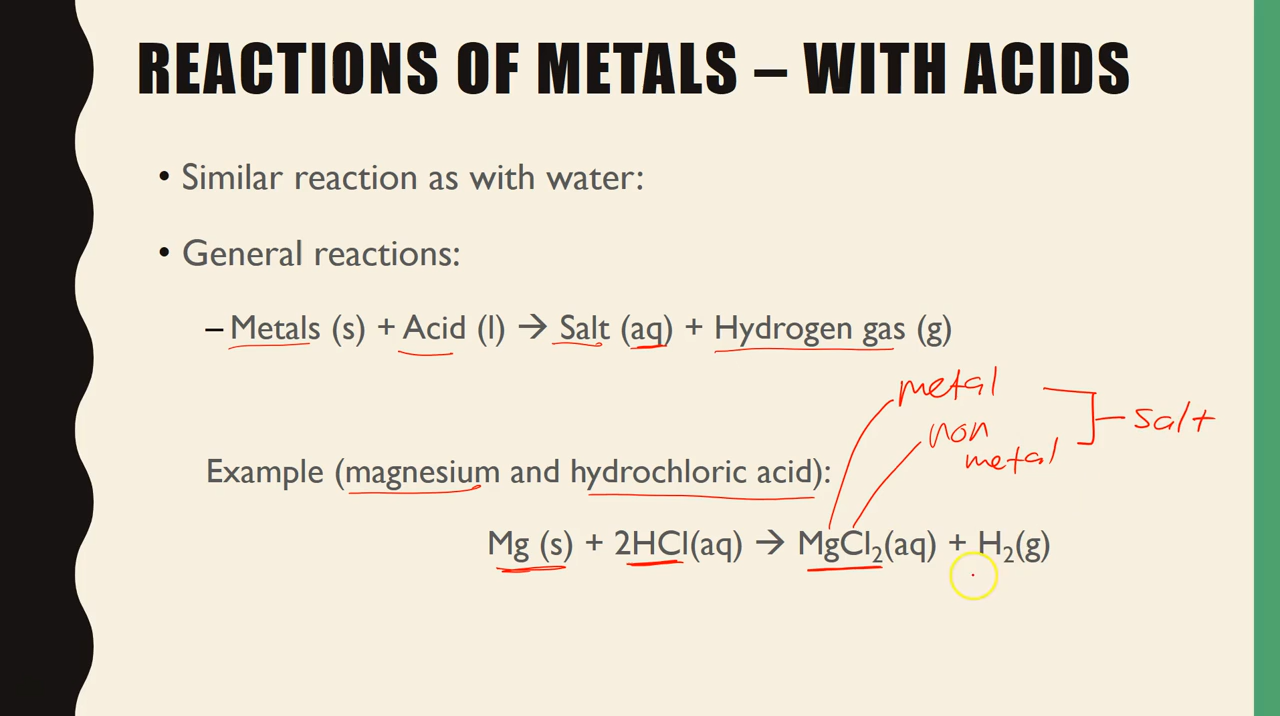 REACTIONS OF METALS – WITH ACIDS
• Similar reaction as with water:
• General reactions:
– Metals (s) + Acid (l) → Salt (aq) + Hydrogen gas (g)
metal
non
metal
salt
Example (magnesium and hydrochloric acid):
Mg (s) + 2HCl(aq) → MgCl₂(aq) + H₂(g)